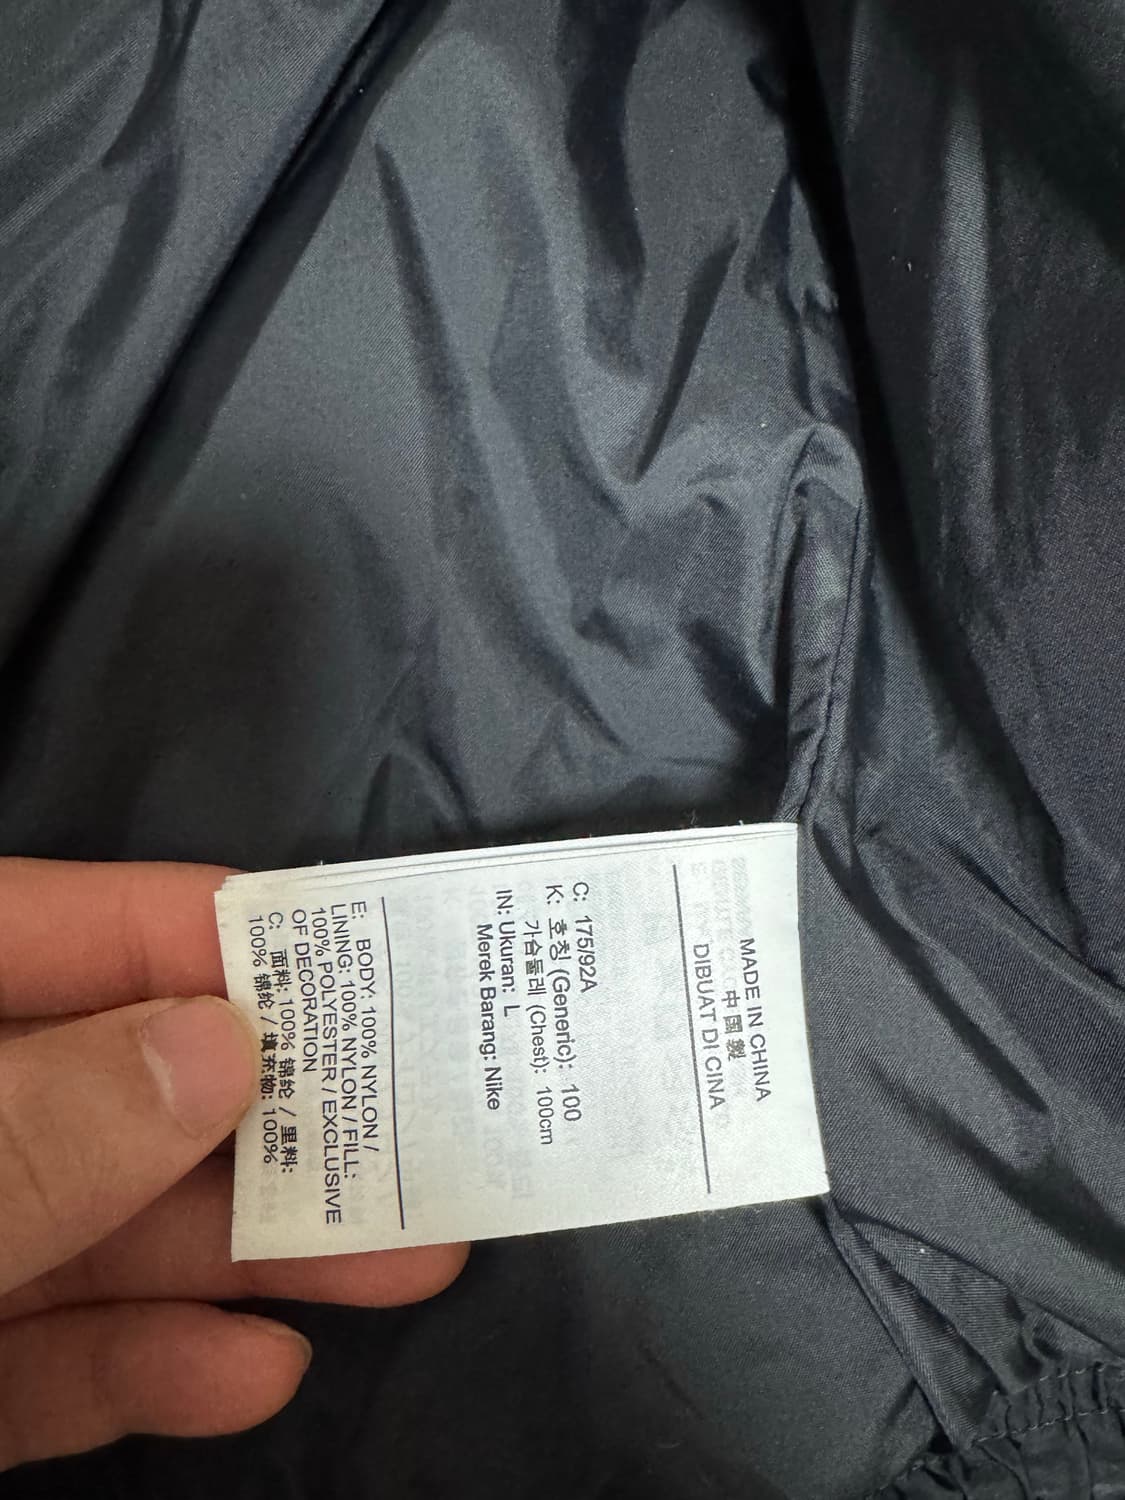 MADE IN CHINA
中國製
DIBUAT DI CINA
C: 175/92A
K: 호칭 (Generic): 100
가슴둘레 (Chest): 100cm
IN: Ukuran: L
Merek Barang: Nike
E: BODY: 100% NYLON /
LINING: 100% NYLON / FILL:
100% POLYESTER / EXCLUSIVE
OF DECORATION
C: 面料: 100% 锦纶 / 里料:
100% 锦纶 / 填充物: 100%